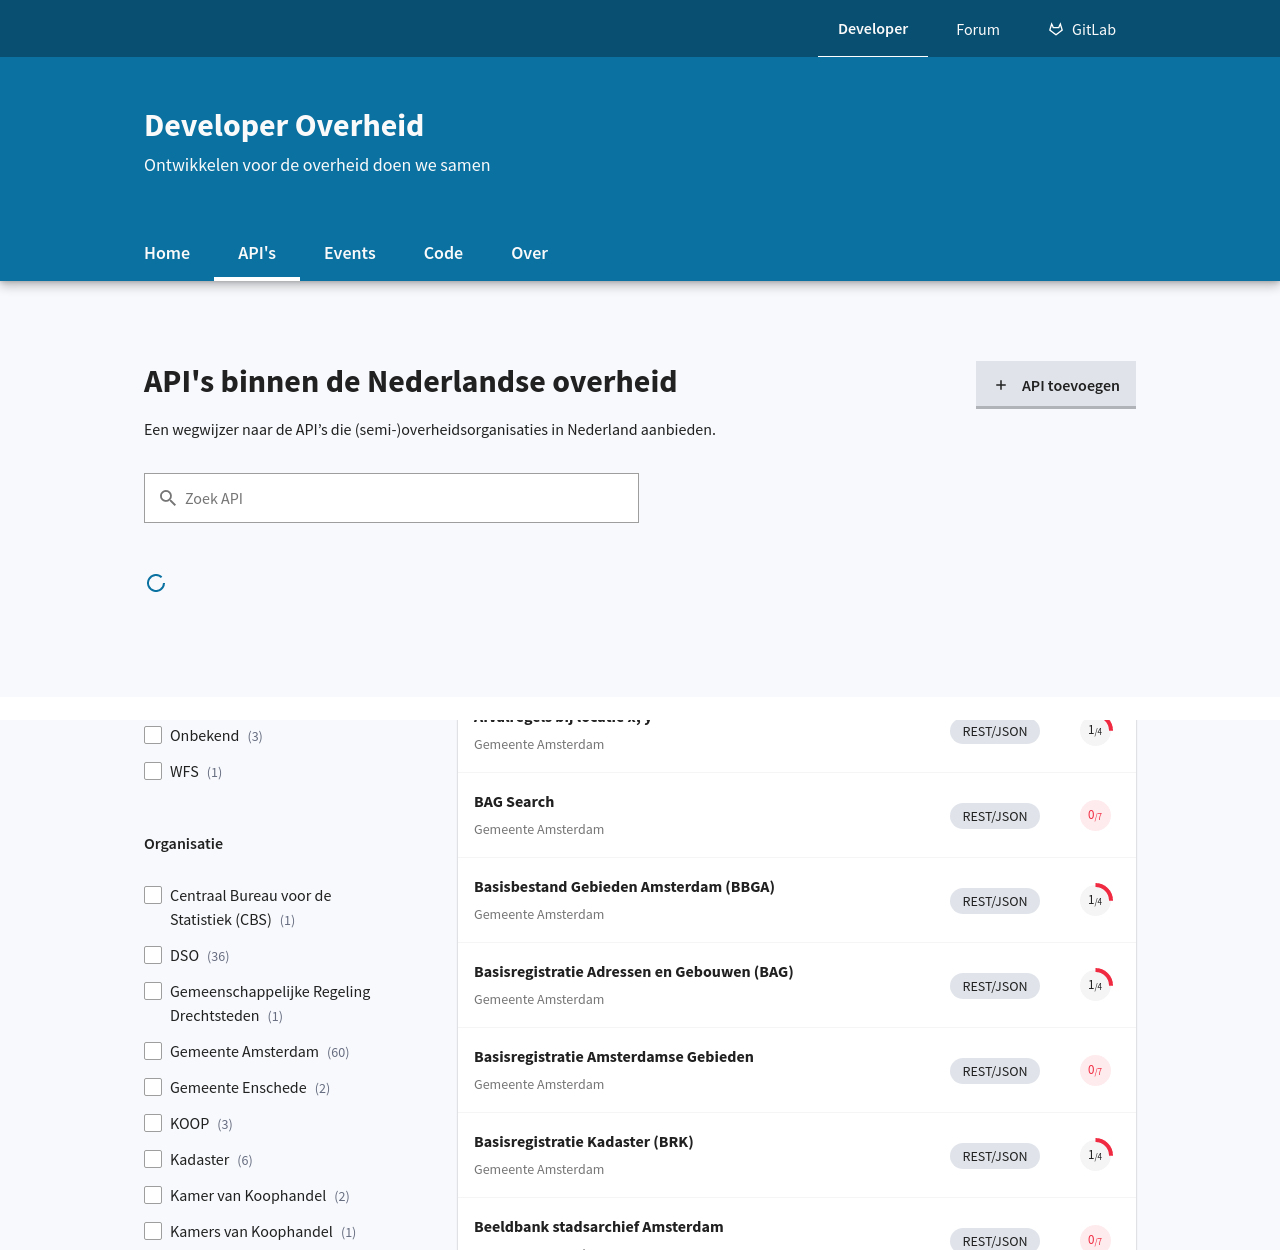 Developer
Forum
GitLab
Developer Overheid
Ontwikkelen voor de overheid doen we samen
Home
API's
Events
Code
Over
API's binnen de Nederlandse overheid
API toevoegen
Een wegwijzer naar de API’s die (semi-)overheidsorganisaties in Nederland aanbieden.
Zoek API
Onbekend (3)
WFS (1)
Organisatie
Centraal Bureau voor de
Statistiek (CBS) (1)
DSO (36)
Gemeenschappelijke Regeling
Drechtsteden (1)
Gemeente Amsterdam (60)
Gemeente Enschede (2)
KOOP (3)
Kadaster (6)
Kamer van Koophandel (2)
Kamers van Koophandel (1)
Afvalregels bij locatie x, y
Gemeente Amsterdam
REST/JSON
1/4
BAG Search
Gemeente Amsterdam
REST/JSON
0/7
Basisbestand Gebieden Amsterdam (BBGA)
Gemeente Amsterdam
REST/JSON
1/4
Basisregistratie Adressen en Gebouwen (BAG)
Gemeente Amsterdam
REST/JSON
1/4
Basisregistratie Amsterdamse Gebieden
Gemeente Amsterdam
REST/JSON
0/7
Basisregistratie Kadaster (BRK)
Gemeente Amsterdam
REST/JSON
1/4
Beeldbank stadsarchief Amsterdam
REST/JSON
0/7